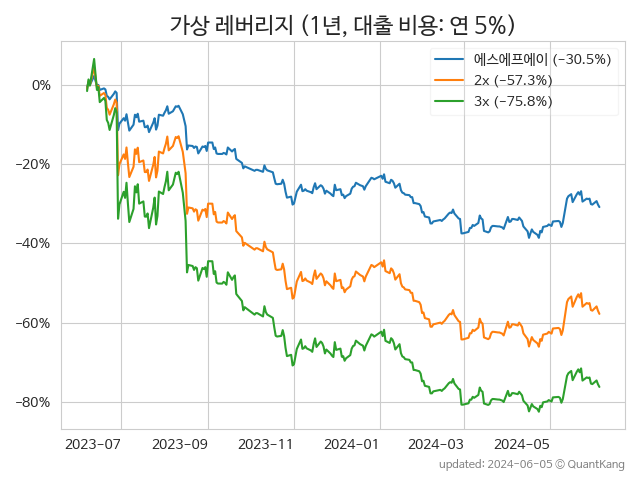 가상 레버리지 (1년, 대출 비용: 연 5%)
에스에프에이 (−30.5%)
2x (−57.3%)
3x (−75.8%)
0%
−20%
−40%
−60%
−80%
2023−07 2023−09 2023−11 2024−01 2024−03 2024−05
updated: 2024−06−05 © QuantKang